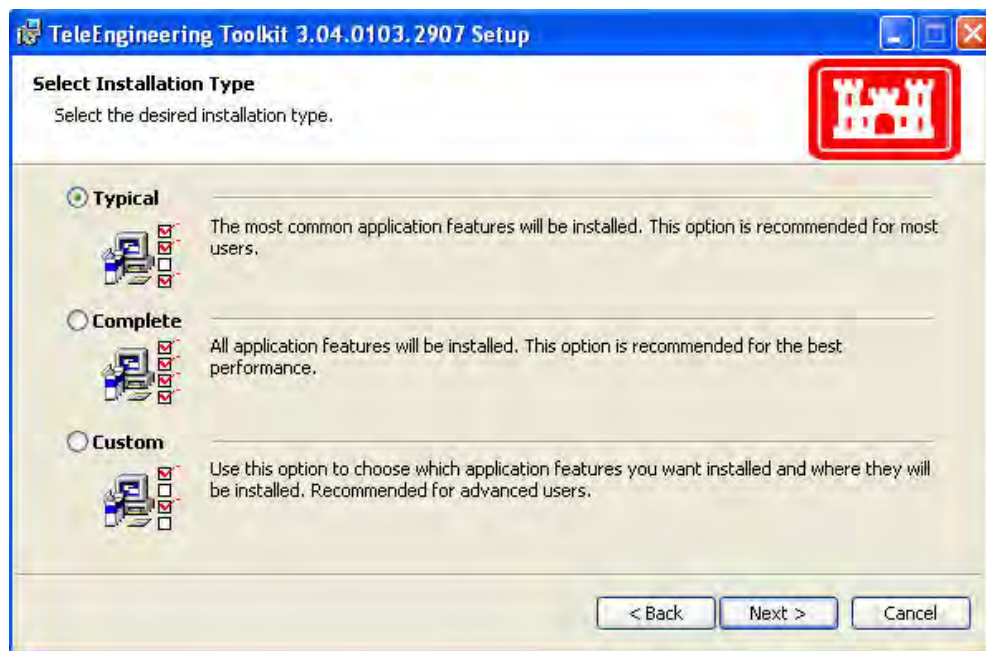 TeleEngineering Toolkit 3.04.0103.2907 Setup
Select Installation Type
Select the desired installation type.
Typical
The most common application features will be installed. This option is recommended for most
users.
Complete
All application features will be installed. This option is recommended for the best
performance.
Custom
Use this option to choose which application features you want installed and where they will
be installed. Recommended for advanced users.
< Back
Next >
Cancel